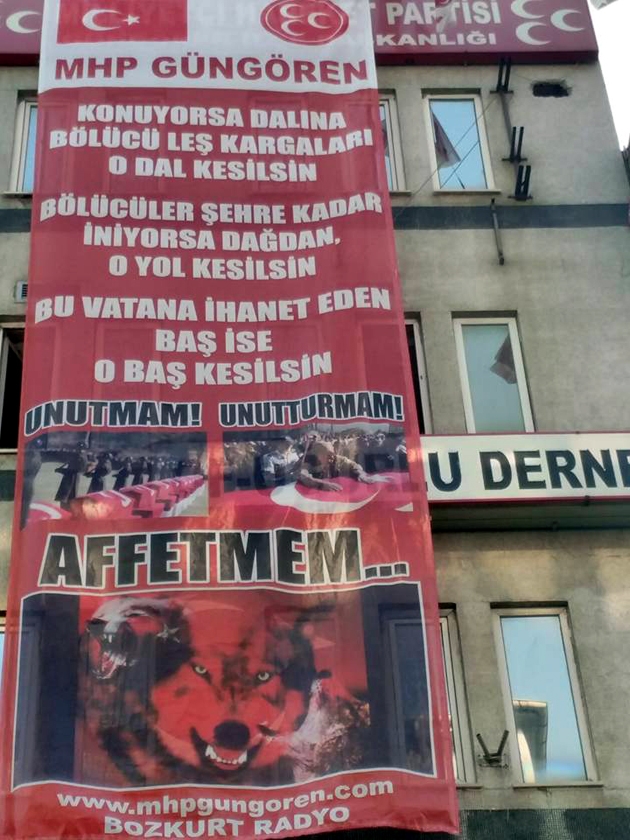 PARTİSİ
MHP GÜNGÖREN
KONUYORSA DALINA
BÖLÜCÜ LEŞ KARGALARI
O DAL KESİLSİN
BÖLÜCÜLER ŞEHRE KADAR
İNİYORSA DAĞDAN,
O YOL KESİLSİN
BU VATANA İHANET EDEN
BAŞ İSE
O BAŞ KESİLSİN
UNUTMAM! UNUTTURMAM!
LU DERNE
AFFETMEM...
www.mhpgungoren.com
BOZKURT RADYO